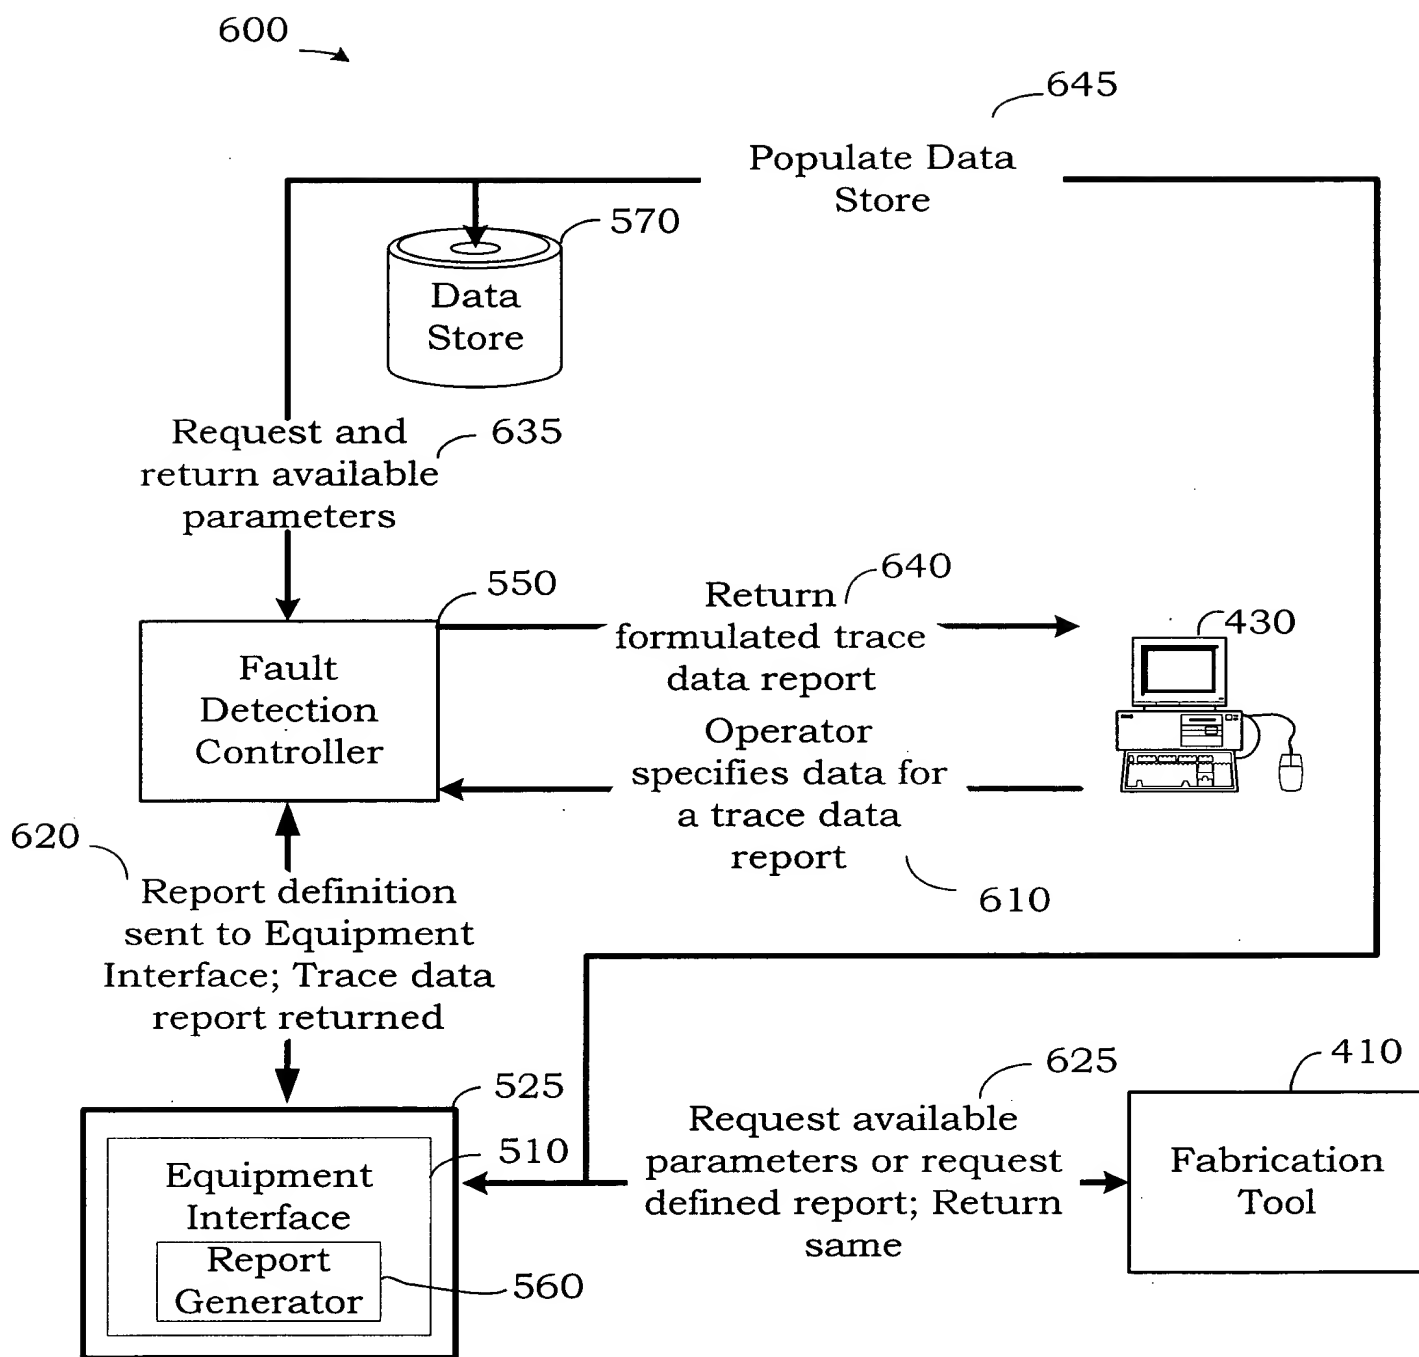 600
645
Populate Data
Store
570
Data
Store
Request and
return available
parameters
635
550
Return
formulated trace
data report
640
430
Fault
Detection
Controller
Operator
specifies data for
a trace data
report
610
620
Report definition
sent to Equipment
Interface; Trace data
report returned
525
510
Equipment
Interface
Report
Generator
560
625
Request available
parameters or request
defined report; Return
same
410
Fabrication
Tool